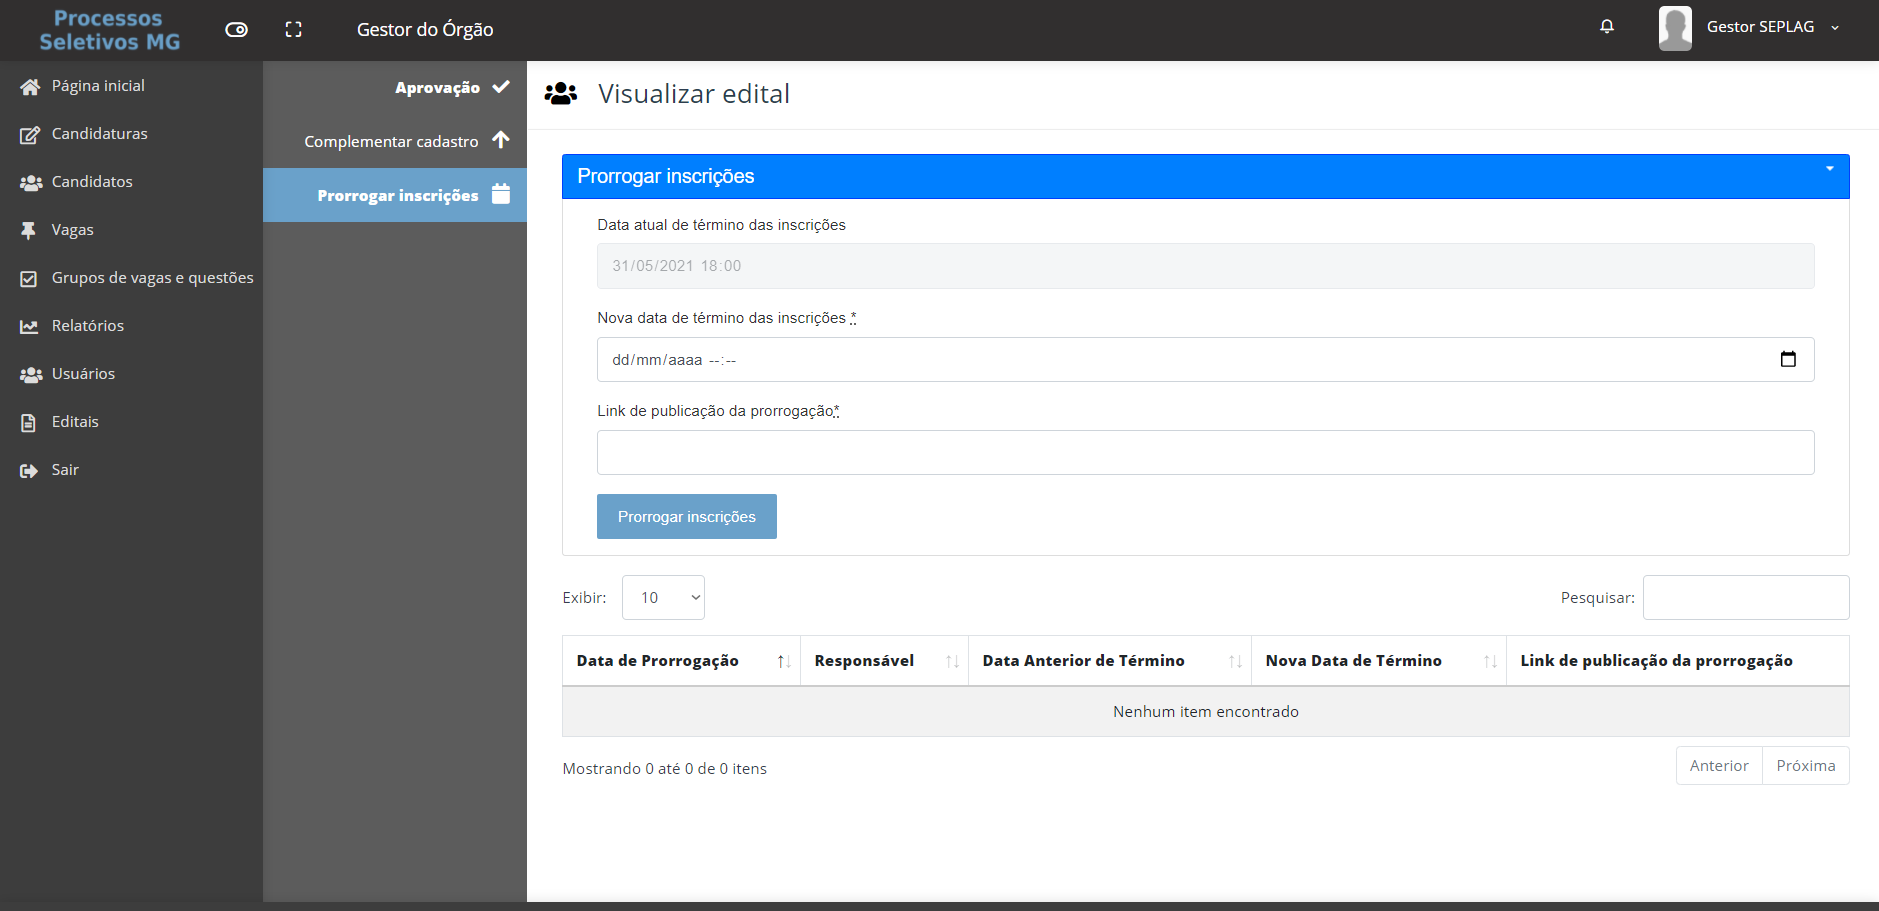 Processos
Seletivos MG
Gestor do Órgão
Gestor SEPLAG
Página inicial
Candidaturas
Candidatos
Vagas
Grupos de vagas e questões
Relatórios
Usuários
Editais
Sair
Aprovação
Complementar cadastro
Prorrogar inscrições
Visualizar edital
Prorrogar inscrições
Data atual de término das inscrições
31/05/2021 18:00
Nova data de término das inscrições *
dd/mm/aaaa --:--
Link de publicação da prorrogação*
Prorrogar inscrições
Exibir: 10
Pesquisar:
Data de Prorrogação Responsável Data Anterior de Término Nova Data de Término Link de publicação da prorrogação
Nenhum item encontrado
Mostrando 0 até 0 de 0 itens
Anterior Próxima